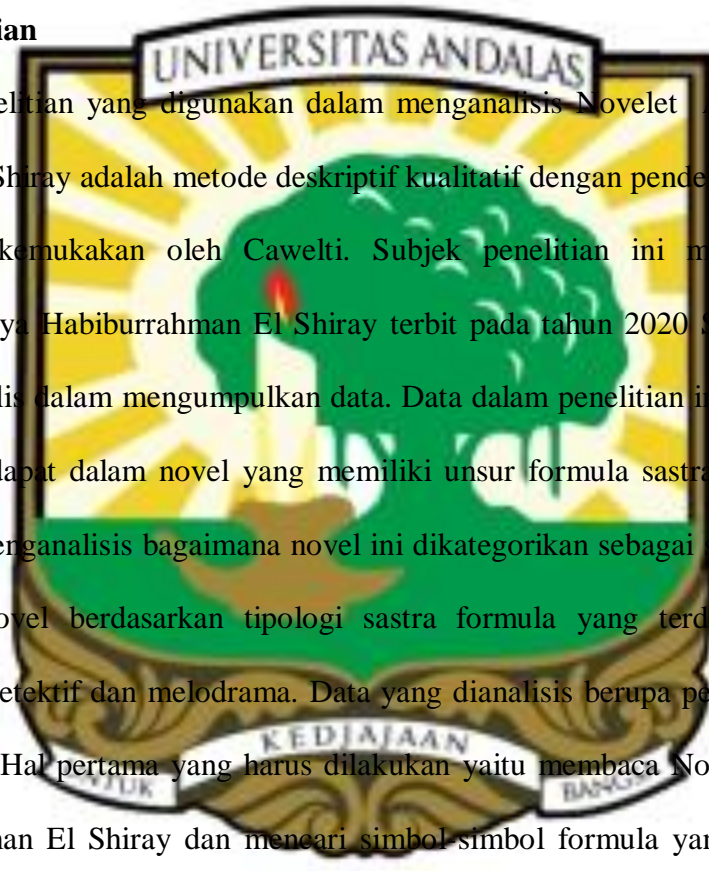 ian
UNIVERSITAS ANDALAS
elitian yang digunakan dalam menganalisis Novelet
Shiray adalah metode deskriptif kualitatif dengan pende
kemukakan oleh Cawelti. Subjek penelitian ini m
ya Habiburrahman El Shiray terbit pada tahun 2020 S
lis dalam mengumpulkan data. Data dalam penelitian in
dapat dalam novel yang memiliki unsur formula sastra
enganalisis bagaimana novel ini dikategorikan sebagai s
ovel berdasarkan tipologi sastra formula yang terd
etektif dan melodrama. Data yang dianalisis berupa pe
KEDJAJAAN
Hal pertama yang harus dilakukan yaitu membaca No
UNTUK BANGSA
an El Shiray dan mencari simbol-simbol formula yan